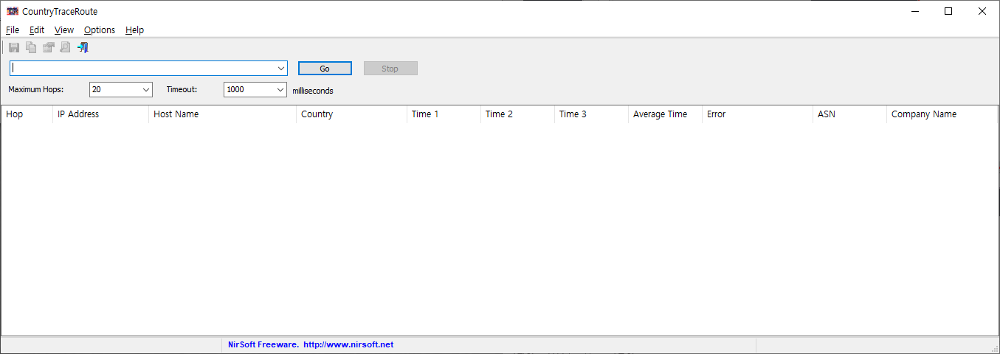 CountryTraceRoute
File Edit View Options Help
Go Stop
Maximum Hops: 20 Timeout: 1000 milliseconds
Hop IP Address Host Name Country Time 1 Time 2 Time 3 Average Time Error ASN Company Name
NirSoft Freeware. http://www.nirsoft.net